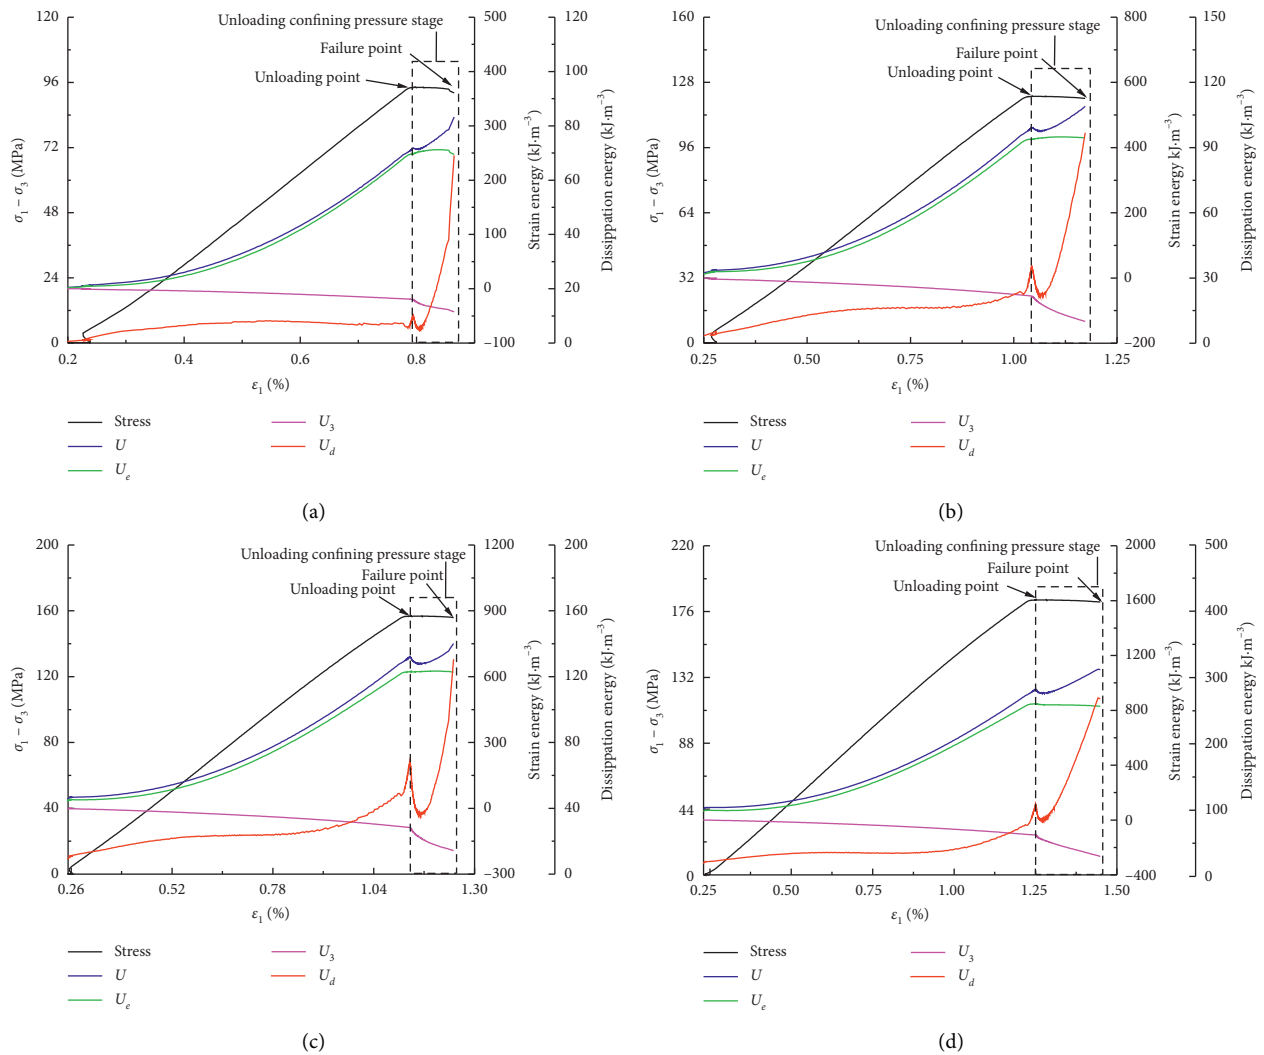 Unloading confining pressure stage
Failure point
Unloading point
120
96
72
48
24
0
σ1 − σ3 (MPa)
500
400
300
200
100
0
−100
Strain energy (kJ·m−3)
120
100
80
60
40
20
0
Dissippation energy (kJ·m−3)
0.2
0.4
0.6
0.8
ε1 (%)
Stress
U
Ue
U3
Ud
(a)
Unloading confining pressure stage
Failure point
Unloading point
160
128
96
64
32
0
σ1 − σ3 (MPa)
800
600
400
200
0
−200
Strain energy kJ·m−3)
150
120
90
60
30
0
Dissippation energy (kJ·m−3)
0.25
0.50
0.75
1.00
1.25
ε1 (%)
Stress
U
Ue
U3
Ud
(b)
Unloading confining pressure stage
Failure point
Unloading point
200
160
120
80
40
0
σ1 − σ3 (MPa)
1200
900
600
300
0
−300
Strain energy (kJ·m−3)
200
160
120
80
40
0
Dissippation energy (kJ·m−3)
0.26
0.52
0.78
1.04
1.30
ε1 (%)
Stress
U
Ue
U3
Ud
(c)
Unloading confining pressure stage
Failure point
Unloading point
220
176
132
88
44
0
σ1 − σ3 (MPa)
2000
1600
1100
800
400
0
−400
Strain energy (kJ·m−3)
500
400
300
200
100
0
Dissippation energy (kJ·m−3)
0.25
0.50
0.75
1.00
1.25
1.50
ε1 (%)
Stress
U
Ue
U3
Ud
(d)